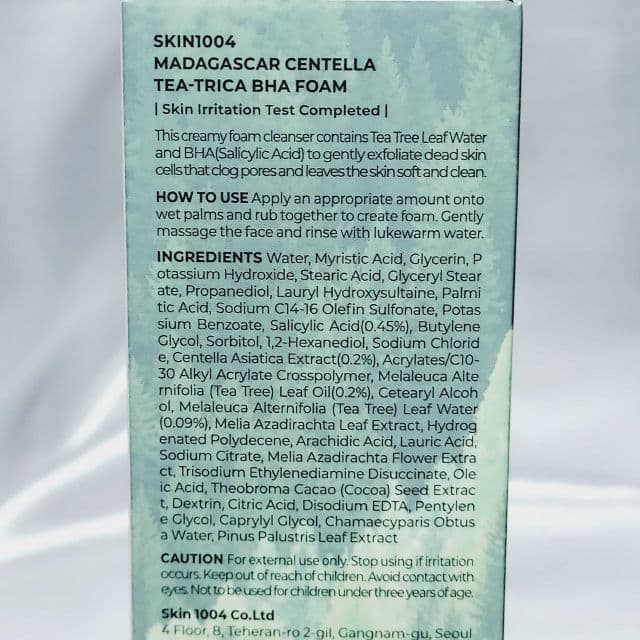 SKIN1004
MADAGASCAR CENTELLA
TEA-TRICA BHA FOAM
| Skin Irritation Test Completed |
This creamy foam cleanser contains Tea Tree Leaf Water
and BHA(Salicylic Acid) to gently exfoliate dead skin
cells that clog pores and leaves the skin soft and clean.
HOW TO USE Apply an appropriate amount onto
wet palms and rub together to create foam. Gently
massage the face and rinse with lukewarm water.
INGREDIENTS Water, Myristic Acid, Glycerin, P
otassium Hydroxide, Stearic Acid, Glyceryl Stear
ate, Propanediol, Lauryl Hydroxysultaine, Palmi
tic Acid, Sodium C14-16 Olefin Sulfonate, Potas
sium Benzoate, Salicylic Acid(0.45%), Butylene
Glycol, Sorbitol, 1,2-Hexanediol, Sodium Chlorid
e, Centella Asiatica Extract(0.2%), Acrylates/C10-
30 Alkyl Acrylate Crosspolymer, Melaleuca Alte
rnifolia (Tea Tree) Leaf Oil(0.2%), Cetearyl Alcoh
ol, Melaleuca Alternifolia (Tea Tree) Leaf Water
(0.09%), Melia Azadirachta Leaf Extract, Hydrog
enated Polydecene, Arachidic Acid, Lauric Acid,
Sodium Citrate, Melia Azadirachta Flower Extra
ct, Trisodium Ethylenediamine Disuccinate, Ole
ic Acid, Theobroma Cacao (Cocoa) Seed Extrac
t, Dextrin, Citric Acid, Disodium EDTA, Pentylen
e Glycol, Caprylyl Glycol, Chamaecyparis Obtus
a Water, Pinus Palustris Leaf Extract
CAUTION For external use only. Stop using if irritation
occurs. Keep out of reach of children. Avoid contact with
eyes. Not to be used for children under three years of age.
Skin 1004 Co.Ltd
4 Floor, 8, Teheran-ro 2-gil, Gangnam-gu, Seoul